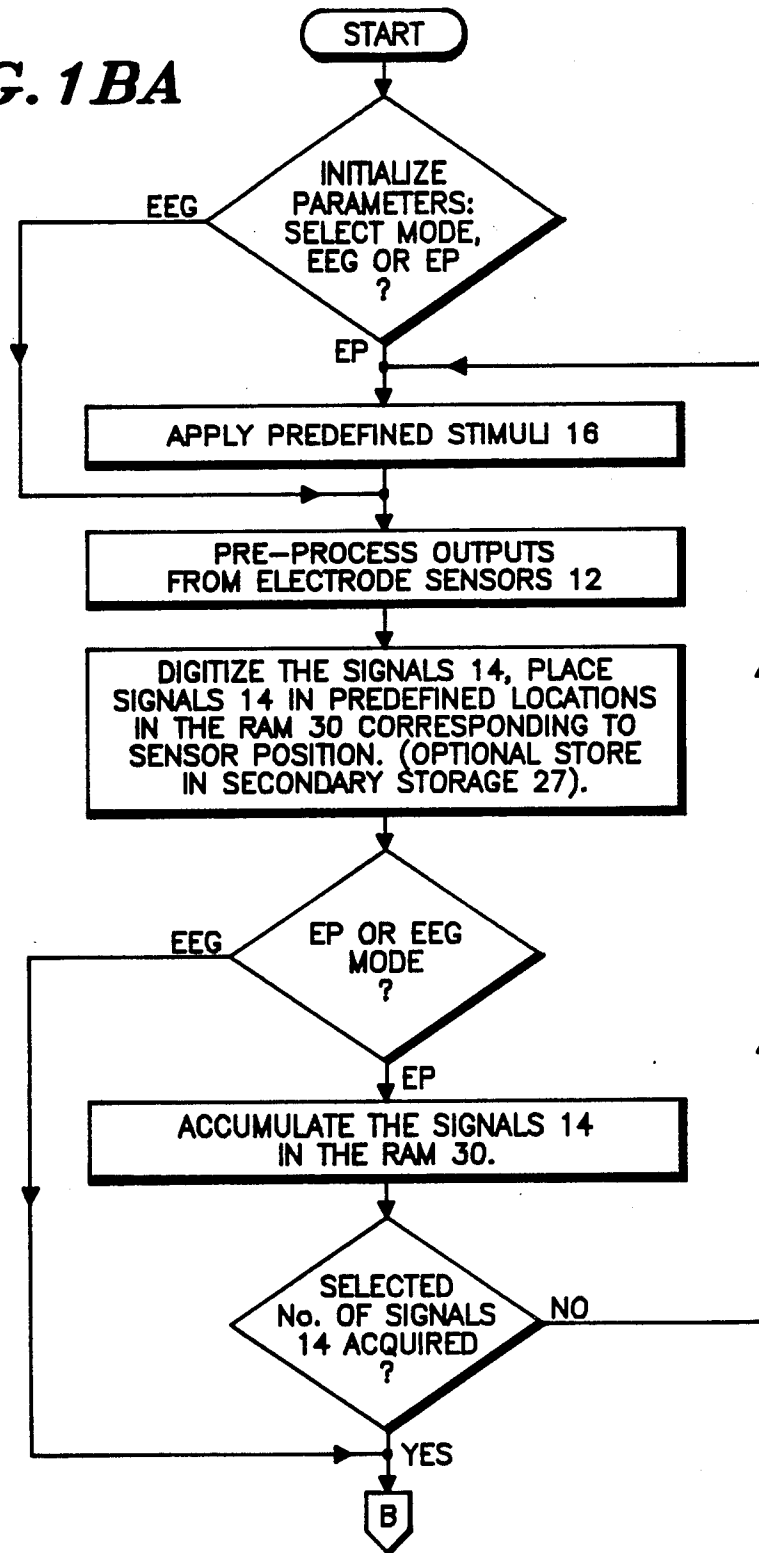 G. 1BA
START
INITIALIZE
PARAMETERS:
SELECT MODE,
EEG OR EP
?
EEG
EP
APPLY PREDEFINED STIMULI 16
PRE-PROCESS OUTPUTS
FROM ELECTRODE SENSORS 12
DIGITIZE THE SIGNALS 14, PLACE
SIGNALS 14 IN PREDEFINED LOCATIONS
IN THE RAM 30 CORRESPONDING TO
SENSOR POSITION. (OPTIONAL STORE
IN SECONDARY STORAGE 27).
EP OR EEG
MODE
?
EEG
EP
ACCUMULATE THE SIGNALS 14
IN THE RAM 30.
SELECTED
No. OF SIGNALS
14 ACQUIRED
?
NO
YES
B